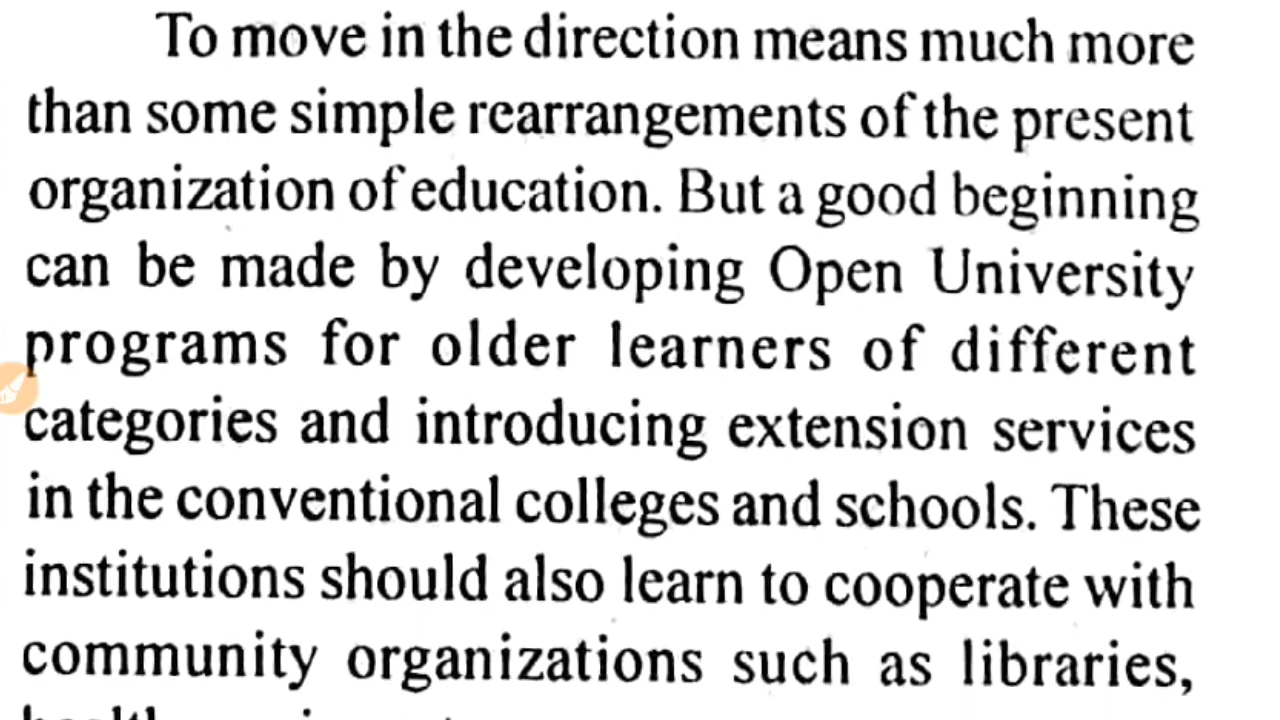 To move in the direction means much more
than some simple rearrangements of the present
organization of education. But a good beginning
can be made by developing Open University
programs for older learners of different
categories and introducing extension services
in the conventional colleges and schools. These
institutions should also learn to cooperate with
community organizations such as libraries,